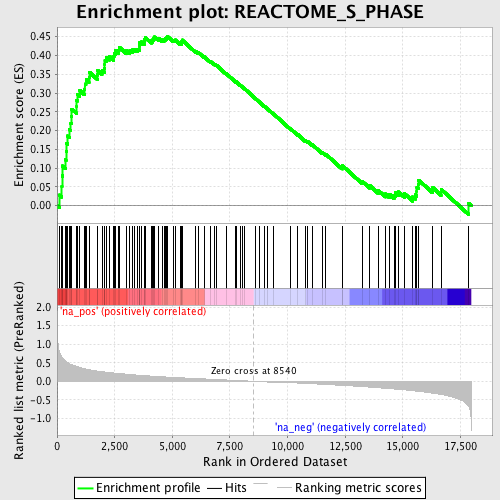 Enrichment plot: REACTOME_S_PHASE
Enrichment score (ES)
0.45
0.40
0.35
0.30
0.25
0.20
0.15
0.10
0.05
0.00
'na_pos' (positively correlated)
Ranked list metric (PreRanked)
2.0
1.5
1.0
0.5
0.0
-0.5
-1.0
Zero cross at 8540
'na_neg' (negatively correlated)
0 2,500 5,000 7,500 10,000 12,500 15,000 17,500
Rank in Ordered Dataset
Enrichment profile Hits Ranking metric scores